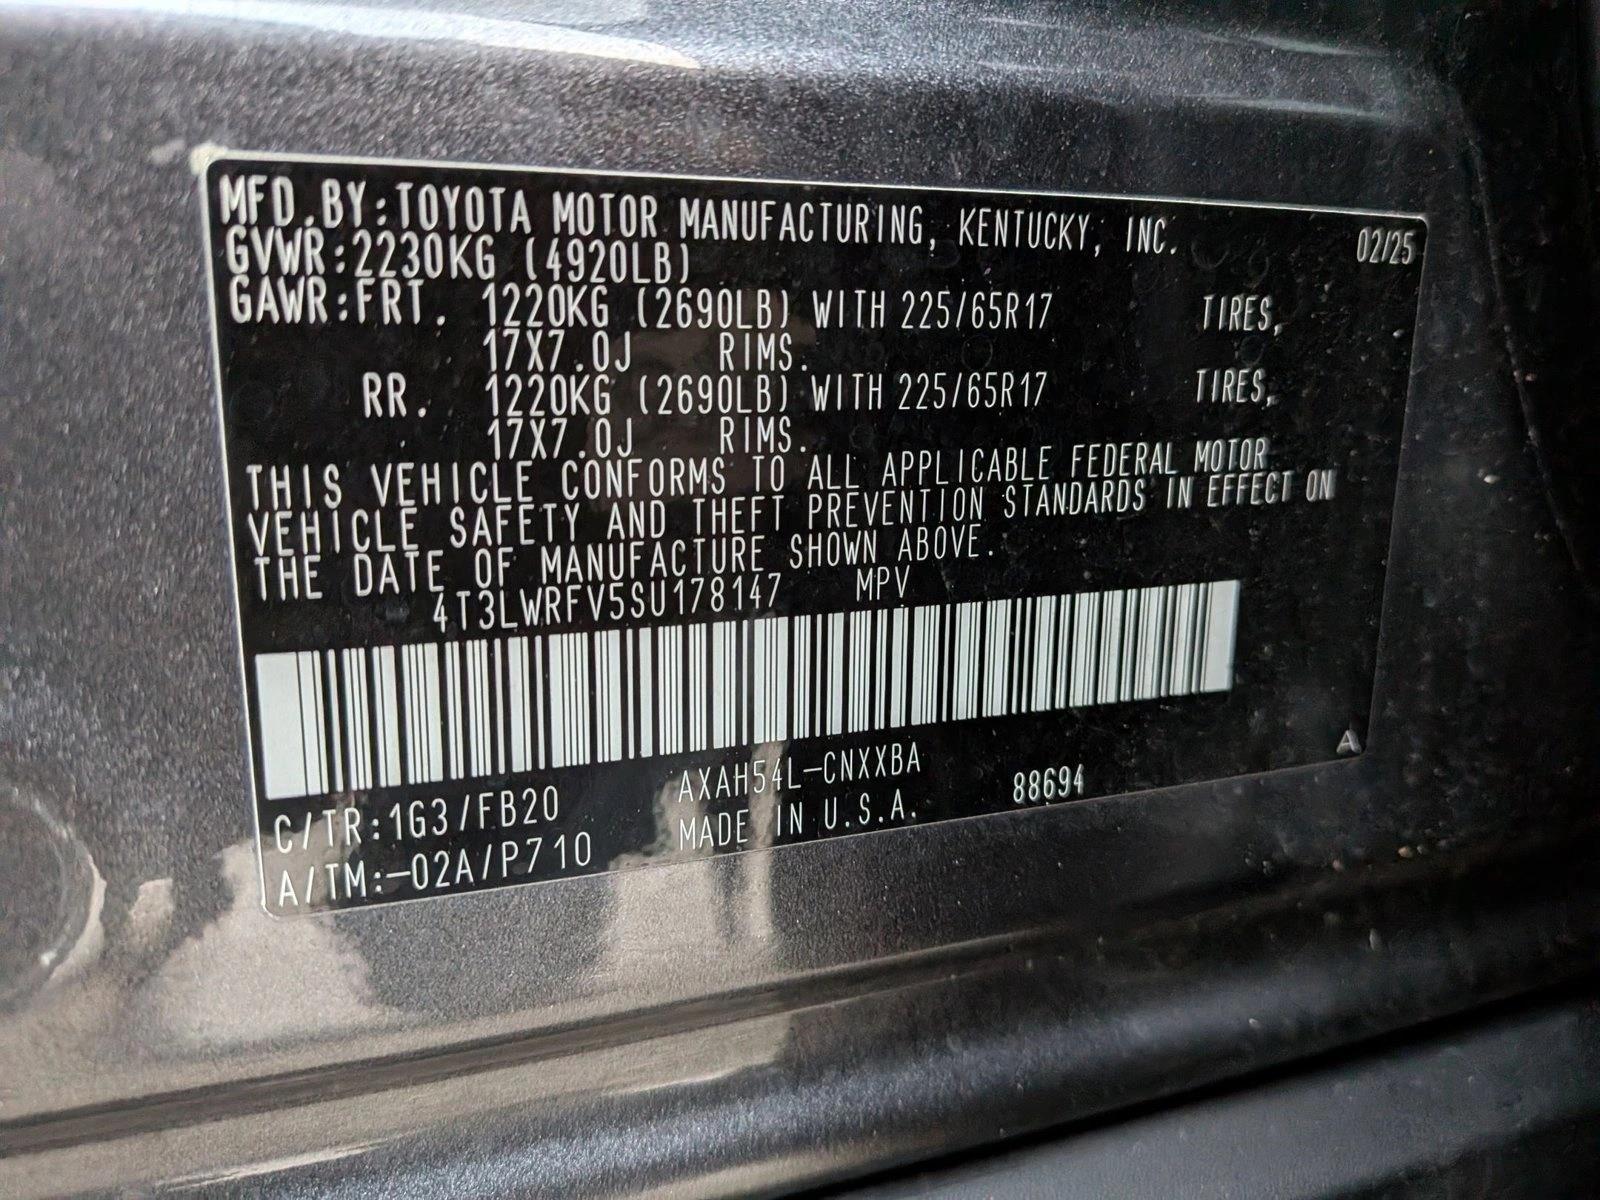 MFD.BY:TOYOTA MOTOR MANUFACTURING, KENTUCKY, INC. 02/25
GVWR:2230KG (4920LB)
GAWR:FRT. 1220KG (2690LB) WITH 225/65R17 TIRES,
17X7.0J RIMS.
RR. 1220KG (2690LB) WITH 225/65R17 TIRES,
17X7.0J RIMS.
THIS VEHICLE CONFORMS TO ALL APPLICABLE FEDERAL MOTOR
VEHICLE SAFETY AND THEFT PREVENTION STANDARDS IN EFFECT ON
THE DATE OF MANUFACTURE SHOWN ABOVE.
4T3LWRFV5SU178147 MPV
C/TR:1G3/FB20 AXAH54L-CNXXBA 88694 A
A/TM:-02A/P710 MADE IN U.S.A.